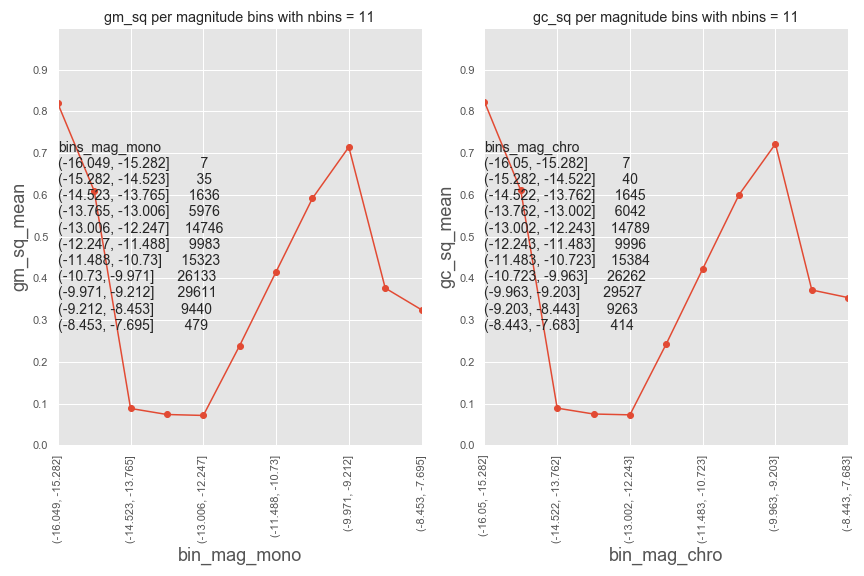 gm_sq per magnitude bins with nbins = 11
0.9
0.8
0.7
0.6
0.5
0.4
0.3
0.2
0.1
0.0
gm_sq_mean
bins_mag_mono
(-16.049, -15.282] 7
(-15.282, -14.523] 35
(-14.523, -13.765] 1636
(-13.765, -13.006] 5976
(-13.006, -12.247] 14746
(-12.247, -11.488] 9983
(-11.488, -10.73] 15323
(-10.73, -9.971] 26133
(-9.971, -9.212] 29611
(-9.212, -8.453] 9440
(-8.453, -7.695] 479
(-16.049, -15.282]
(-14.523, -13.765]
(-13.006, -12.247]
(-11.488, -10.73]
(-9.971, -9.212]
(-8.453, -7.695]
bin_mag_mono
gc_sq per magnitude bins with nbins = 11
0.9
0.8
0.7
0.6
0.5
0.4
0.3
0.2
0.1
0.0
gc_sq_mean
bins_mag_chro
(-16.05, -15.282] 7
(-15.282, -14.522] 40
(-14.522, -13.762] 1645
(-13.762, -13.002] 6042
(-13.002, -12.243] 14789
(-12.243, -11.483] 9996
(-11.483, -10.723] 15384
(-10.723, -9.963] 26262
(-9.963, -9.203] 29527
(-9.203, -8.443] 9263
(-8.443, -7.683] 414
(-16.05, -15.282]
(-14.522, -13.762]
(-13.002, -12.243]
(-11.483, -10.723]
(-9.963, -9.203]
(-8.443, -7.683]
bin_mag_chro